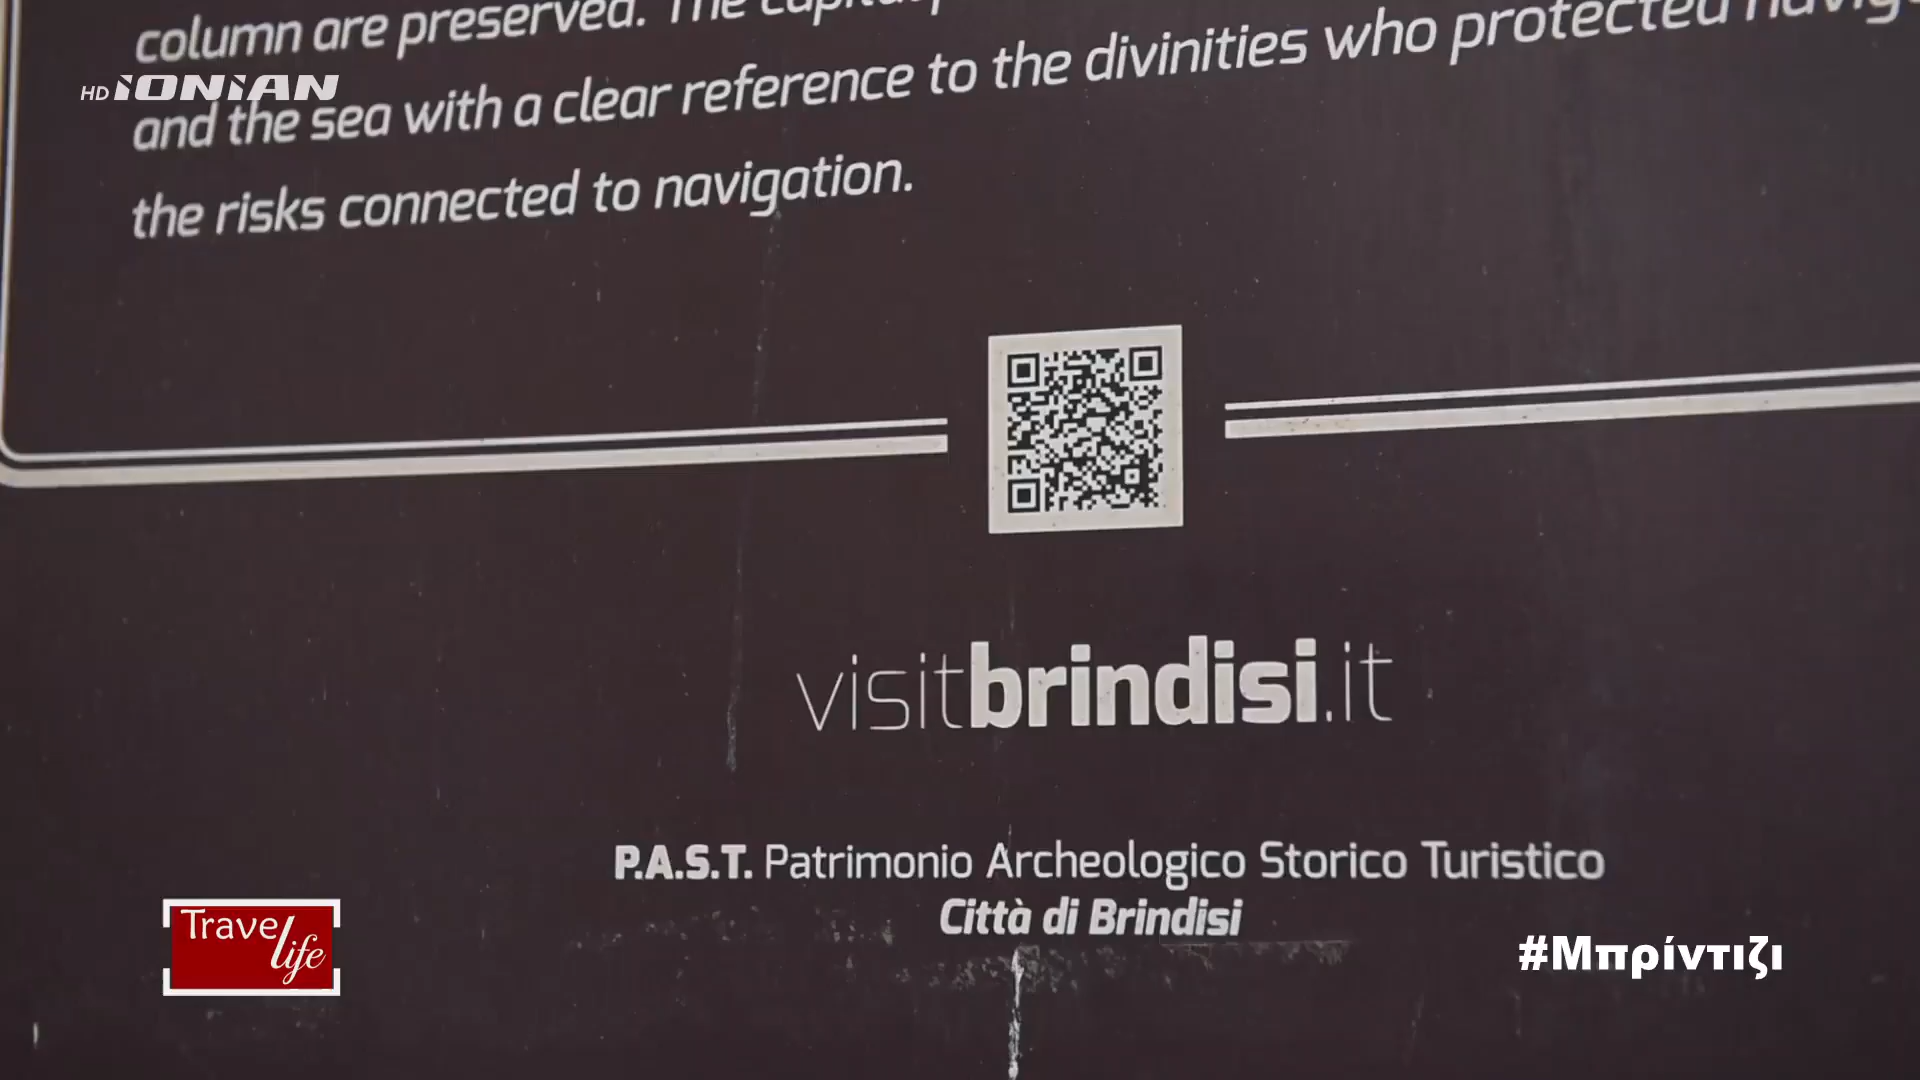 column are preserved. The
and the sea with a clear reference to the divinities who protected
the risks connected to navigation.
HD IONIAN
visitbrindisi.it
P.A.S.T. Patrimonio Archeologico Storico Turistico
Città di Brindisi
Travel life
#Μπρίντιζι